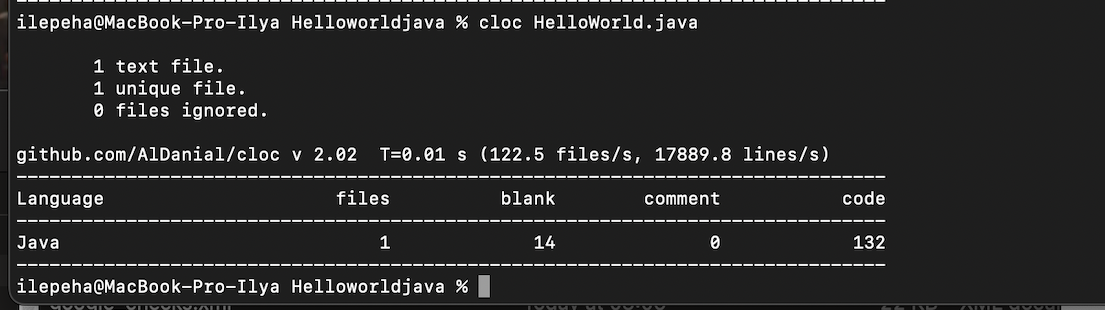 ilepeha@MacBook-Pro-Ilya Helloworldjava % cloc HelloWorld.java
1 text file.
1 unique file.
0 files ignored.
github.com/AlDanial/cloc v 2.02  T=0.01 s (122.5 files/s, 17889.8 lines/s)
-------------------------------------------------------------------------------
Language                     files          blank        comment           code
-------------------------------------------------------------------------------
Java                             1             14              0            132
-------------------------------------------------------------------------------
ilepeha@MacBook-Pro-Ilya Helloworldjava %